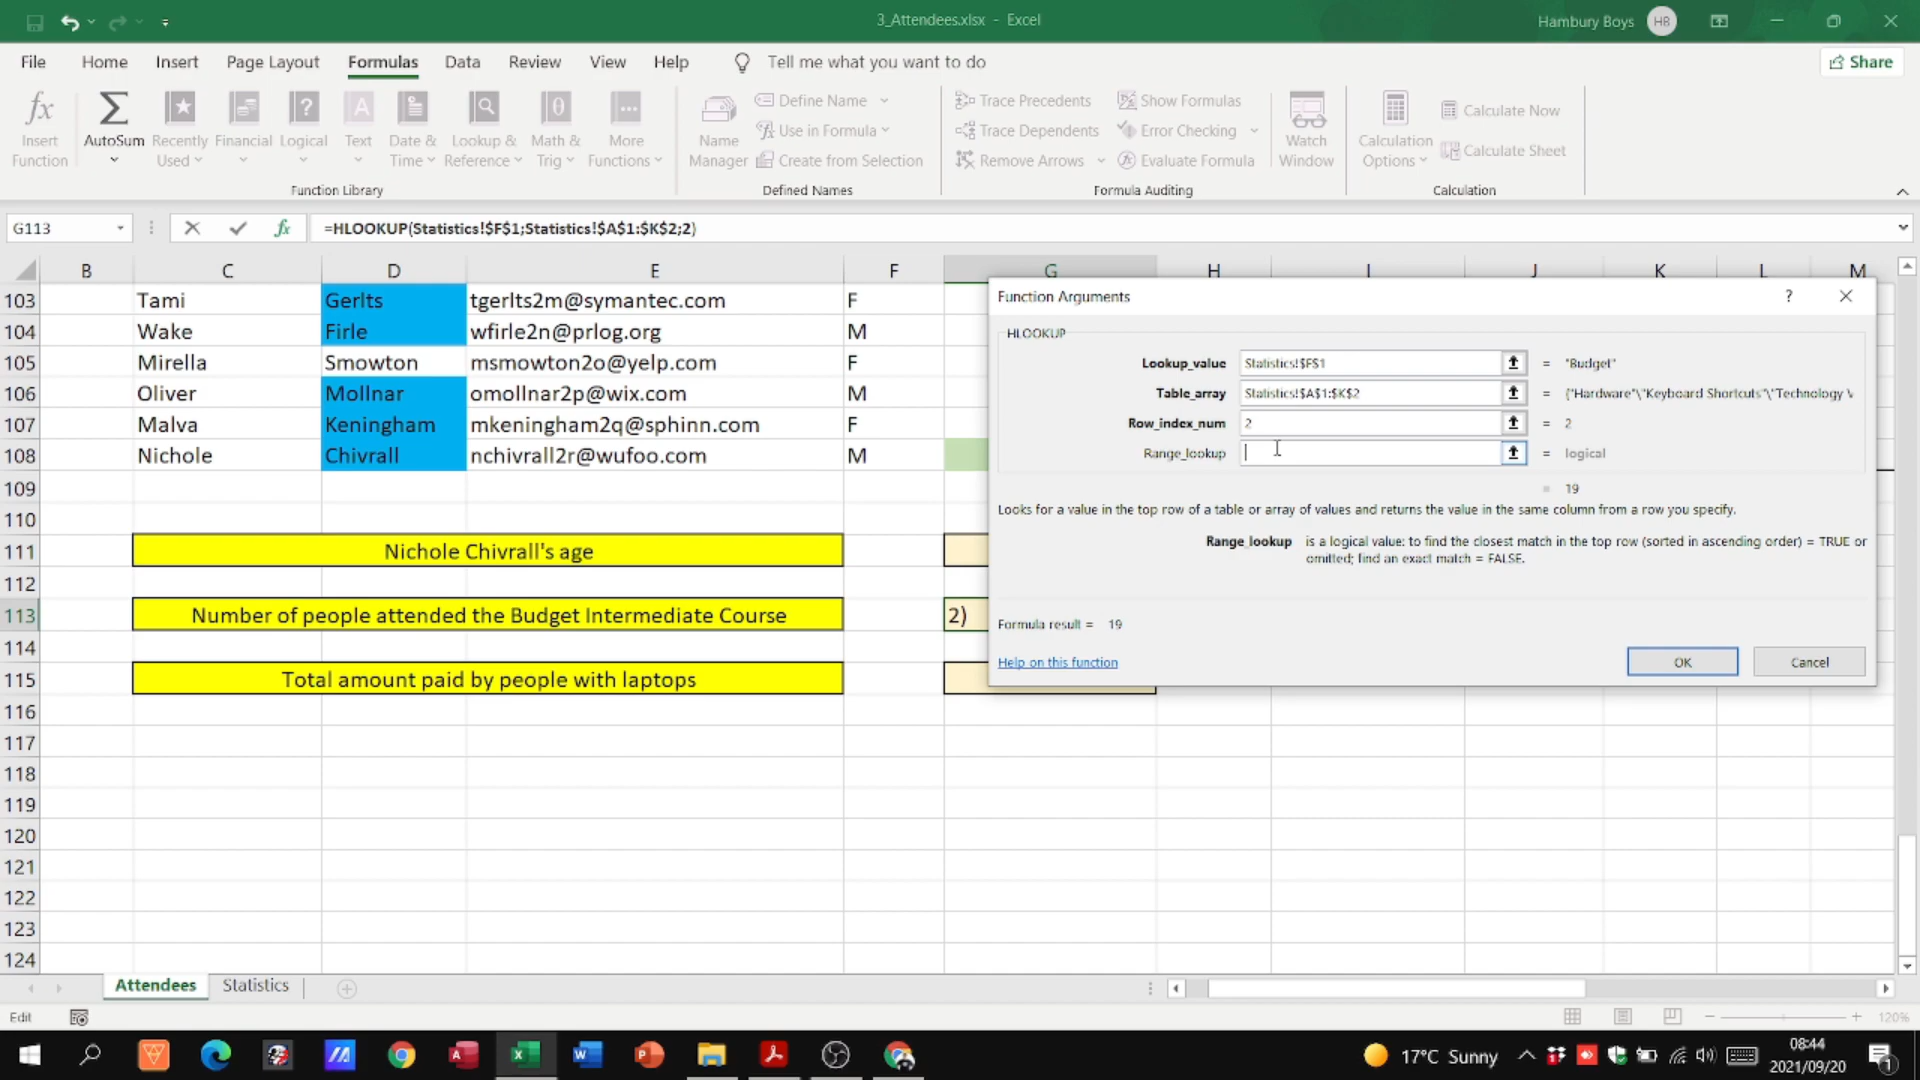 3_Attendees.xlsx - Excel
Hambury Boys
HB
File
Home
Insert
Page Layout
Formulas
Data
Review
View
Help
Tell me what you want to do
Share
Insert Function
AutoSum
Recently Used
Financial
Logical
Text
Date & Time
Lookup & Reference
Math & Trig
More Functions
Name Manager
Define Name
Use in Formula
Create from Selection
Trace Precedents
Trace Dependents
Remove Arrows
Show Formulas
Error Checking
Evaluate Formula
Watch Window
Calculation Options
Calculate Now
Calculate Sheet
Function Library
Defined Names
Formula Auditing
Calculation
G113
fx
=HLOOKUP(Statistics!$F$1;Statistics!$A$1:$K$2;2)
B C D E F G H I J K L M
103 Tami Gerlts tgerlts2m@symantec.com F
104 Wake Firle wfirle2n@prlog.org M
105 Mirella Smowton msmowton2o@yelp.com F
106 Oliver Mollnar omollnar2p@wix.com M
107 Malva Keningham mkeningham2q@sphinn.com F
108 Nichole Chivrall nchivrall2r@wufoo.com M
109
110
111 Nichole Chivrall's age
112
113 Number of people attended the Budget Intermediate Course 2)
114
115 Total amount paid by people with laptops
116
117
118
119
120
121
122
123
124
Function Arguments
? ×
HLOOKUP
Lookup_value Statistics!$F$1 = "Budget"
Table_array Statistics!$A$1:$K$2 = {"Hardware"\"Keyboard Shortcuts"\"Technology
Row_index_num 2 = 2
Range_lookup = logical
= 19
Looks for a value in the top row of a table or array of values and returns the value in the same column from a row you specify.
Range_lookup is a logical value: to find the closest match in the top row (sorted in ascending order) = TRUE or
omitted; find an exact match = FALSE.
Formula result = 19
Help on this function
OK
Cancel
Attendees
Statistics
Edit
120%
17°C Sunny
08:44
2021/09/20
1